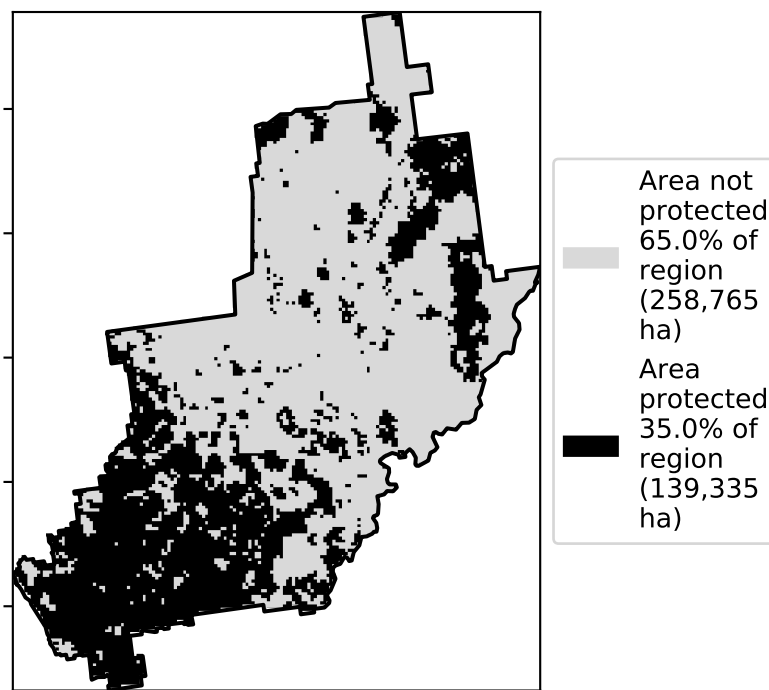 Area not
protected
65.0% of
region
(258,765
ha)
Area
protected
35.0% of
region
(139,335
ha)